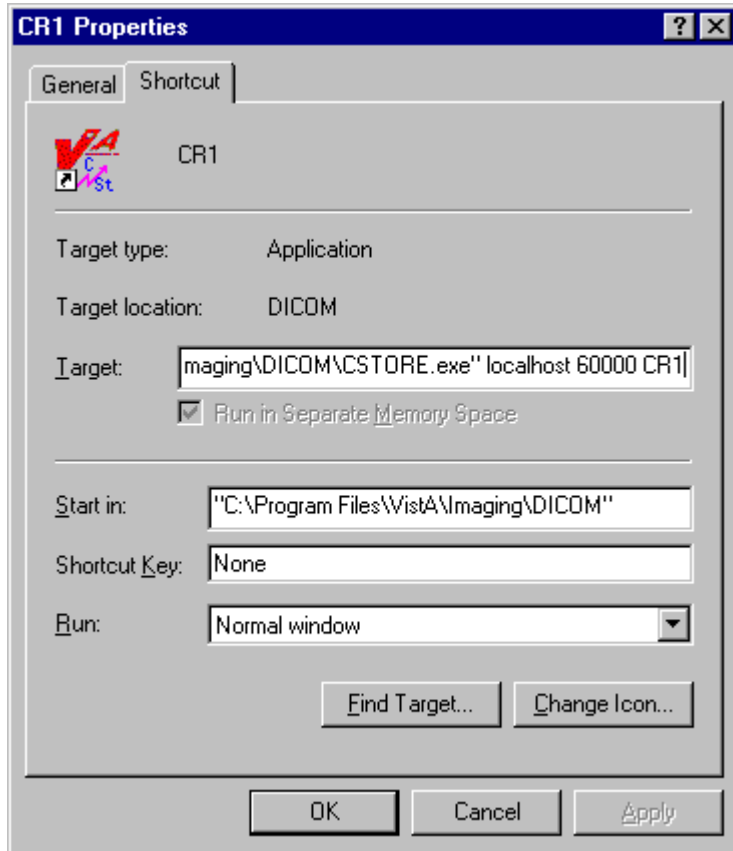 CR1 Properties
General Shortcut
VA
C
St
CR1
Target type: Application
Target location: DICOM
Target: maging\DICOM\CSTORE.exe" localhost 60000 CR1
Run in Separate Memory Space
Start in: "C:\Program Files\VistA\Imaging\DICOM"
Shortcut Key: None
Run: Normal window
Find Target... Change Icon...
OK Cancel Apply